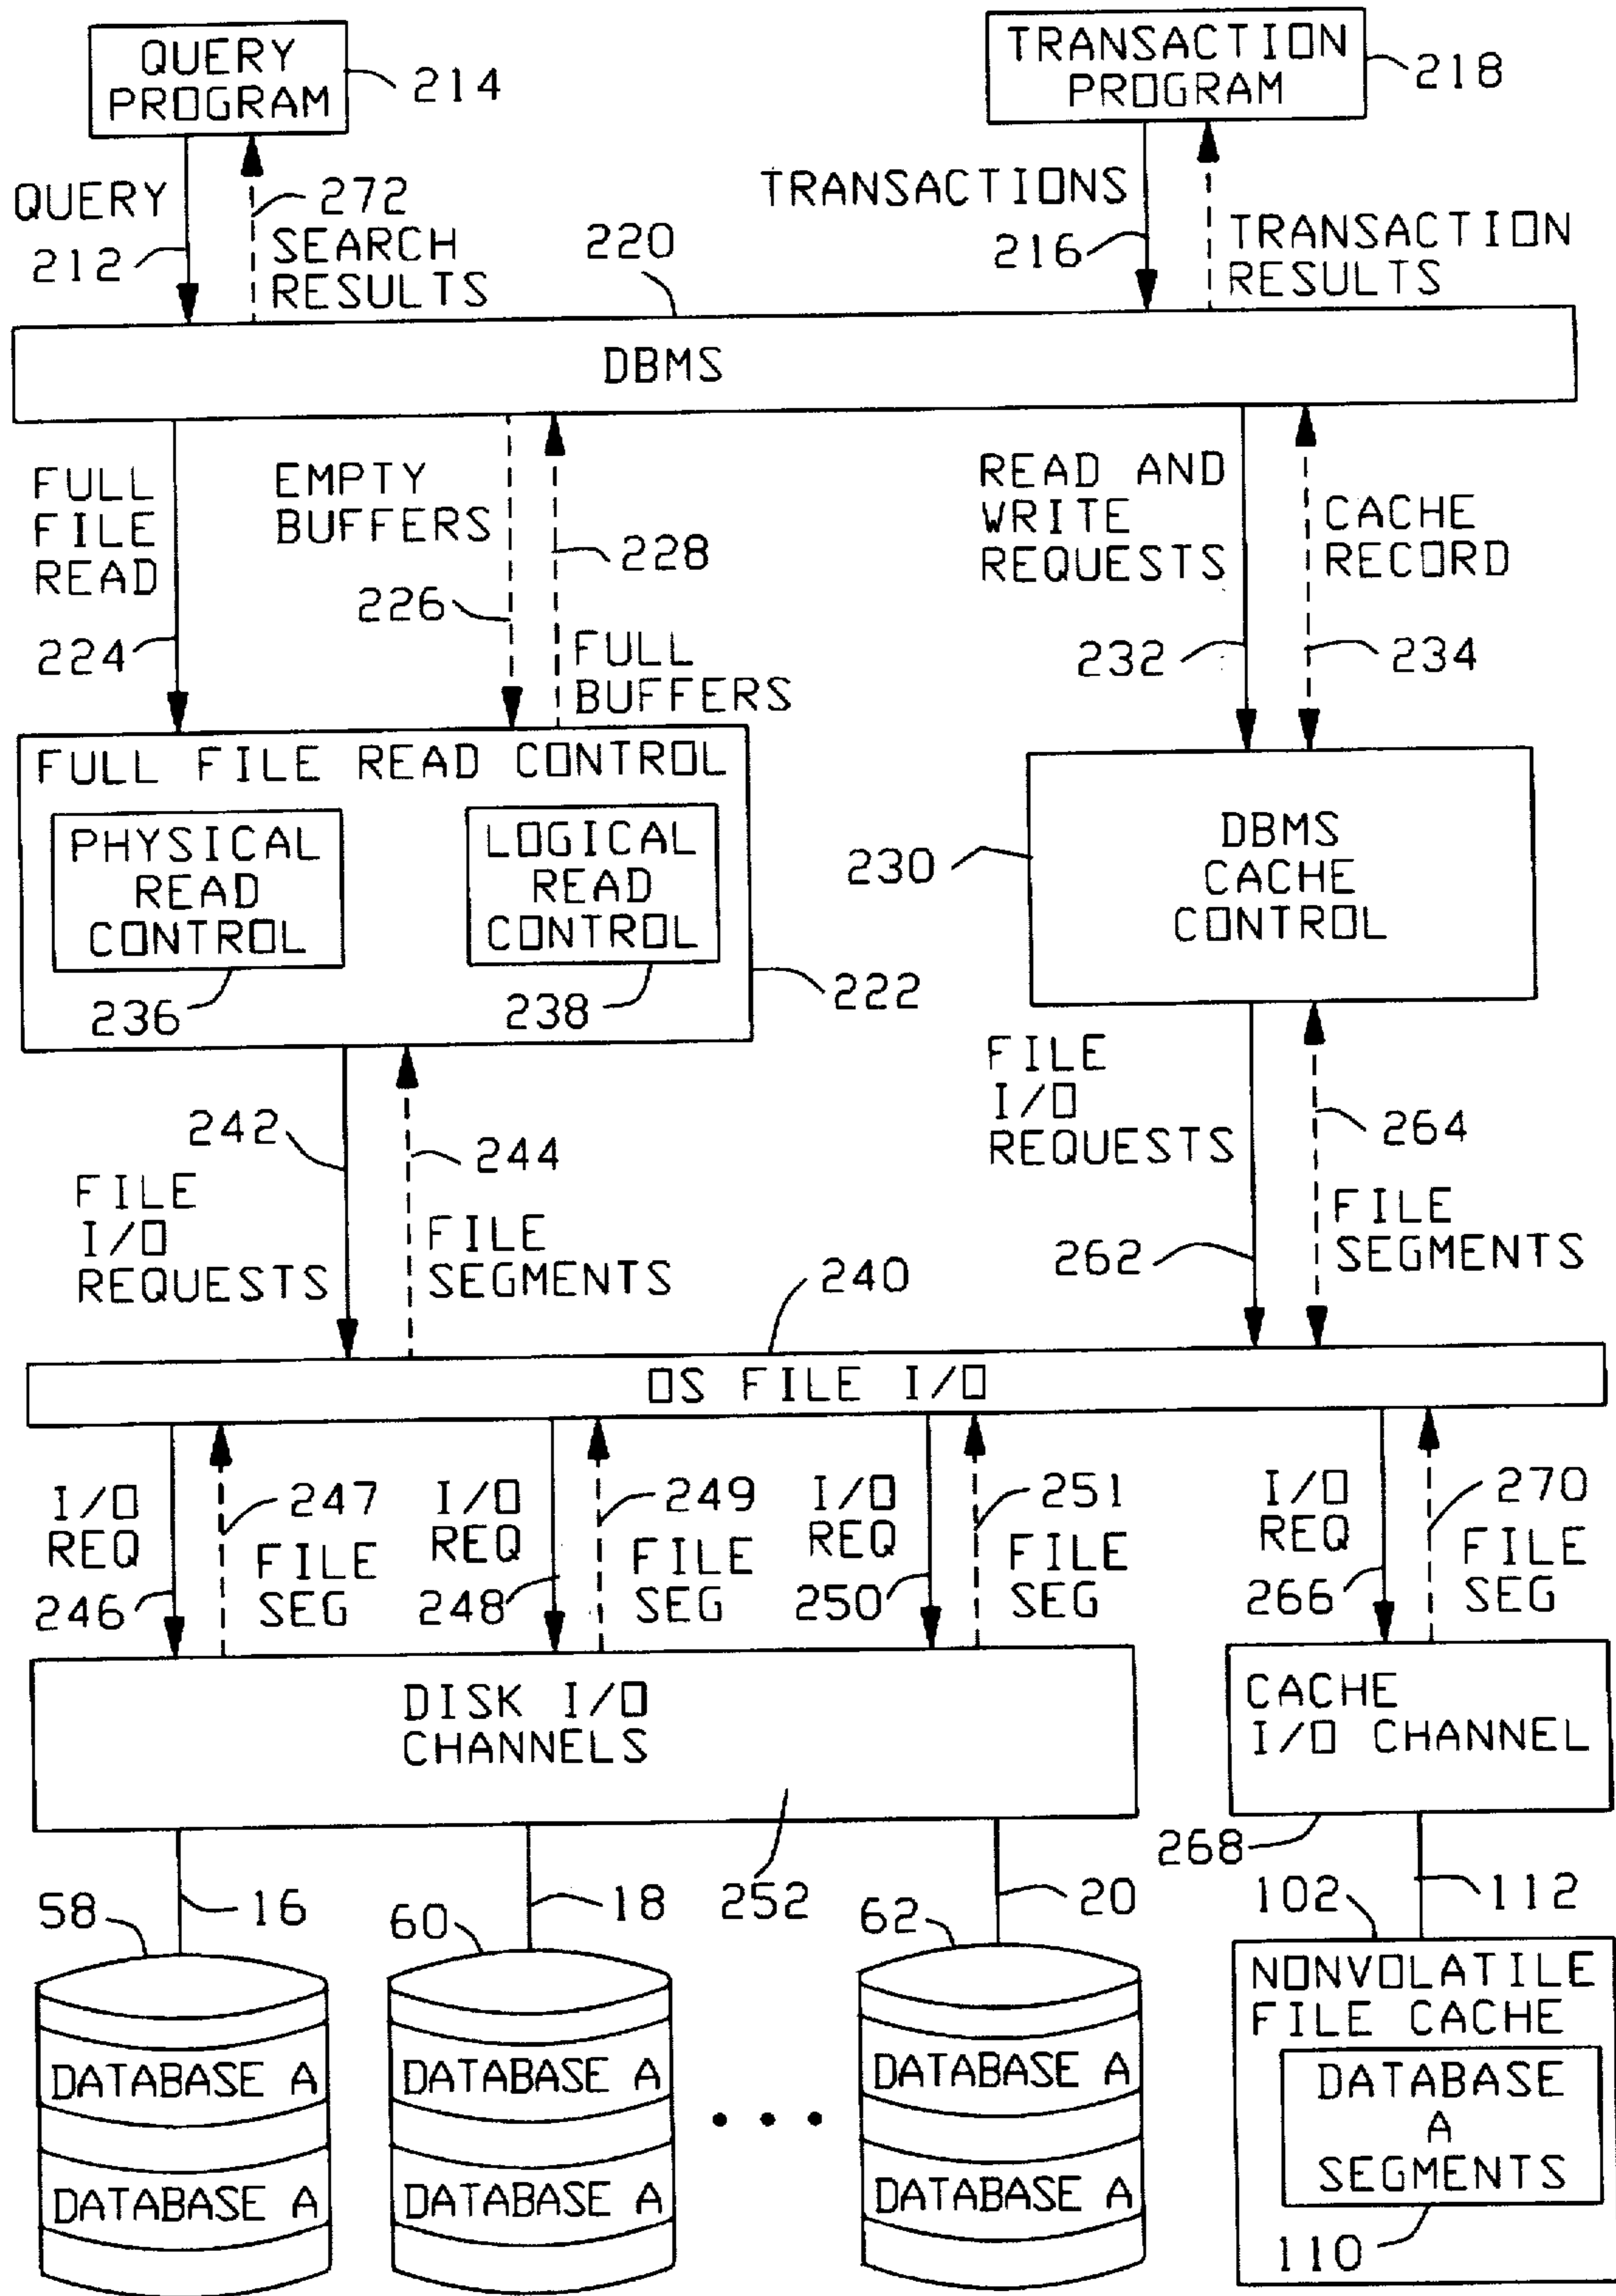 QUERY
PROGRAM
214
TRANSACTION
PROGRAM
218
QUERY
212
272
SEARCH
RESULTS
220
TRANSACTIONS
216
TRANSACTION
RESULTS
DBMS
FULL
FILE
READ
224
EMPTY
BUFFERS
226
228
FULL
BUFFERS
READ AND
WRITE
REQUESTS
232
CACHE
RECORD
234
FULL FILE READ CONTROL
PHYSICAL
READ
CONTROL
236
LOGICAL
READ
CONTROL
238
222
230
DBMS
CACHE
CONTROL
242
FILE
I/O
REQUESTS
244
FILE
SEGMENTS
240
FILE
I/O
REQUESTS
262
264
FILE
SEGMENTS
OS FILE I/O
I/O
REQ
246
247
FILE
SEG
I/O
REQ
248
249
FILE
SEG
I/O
REQ
250
251
FILE
SEG
I/O
REQ
266
270
FILE
SEG
DISK I/O
CHANNELS
252
CACHE
I/O CHANNEL
268
58
16
60
18
62
20
102
112
DATABASE A
DATABASE A
DATABASE A
DATABASE A
DATABASE A
DATABASE A
NONVOLATILE
FILE CACHE
DATABASE
A
SEGMENTS
110